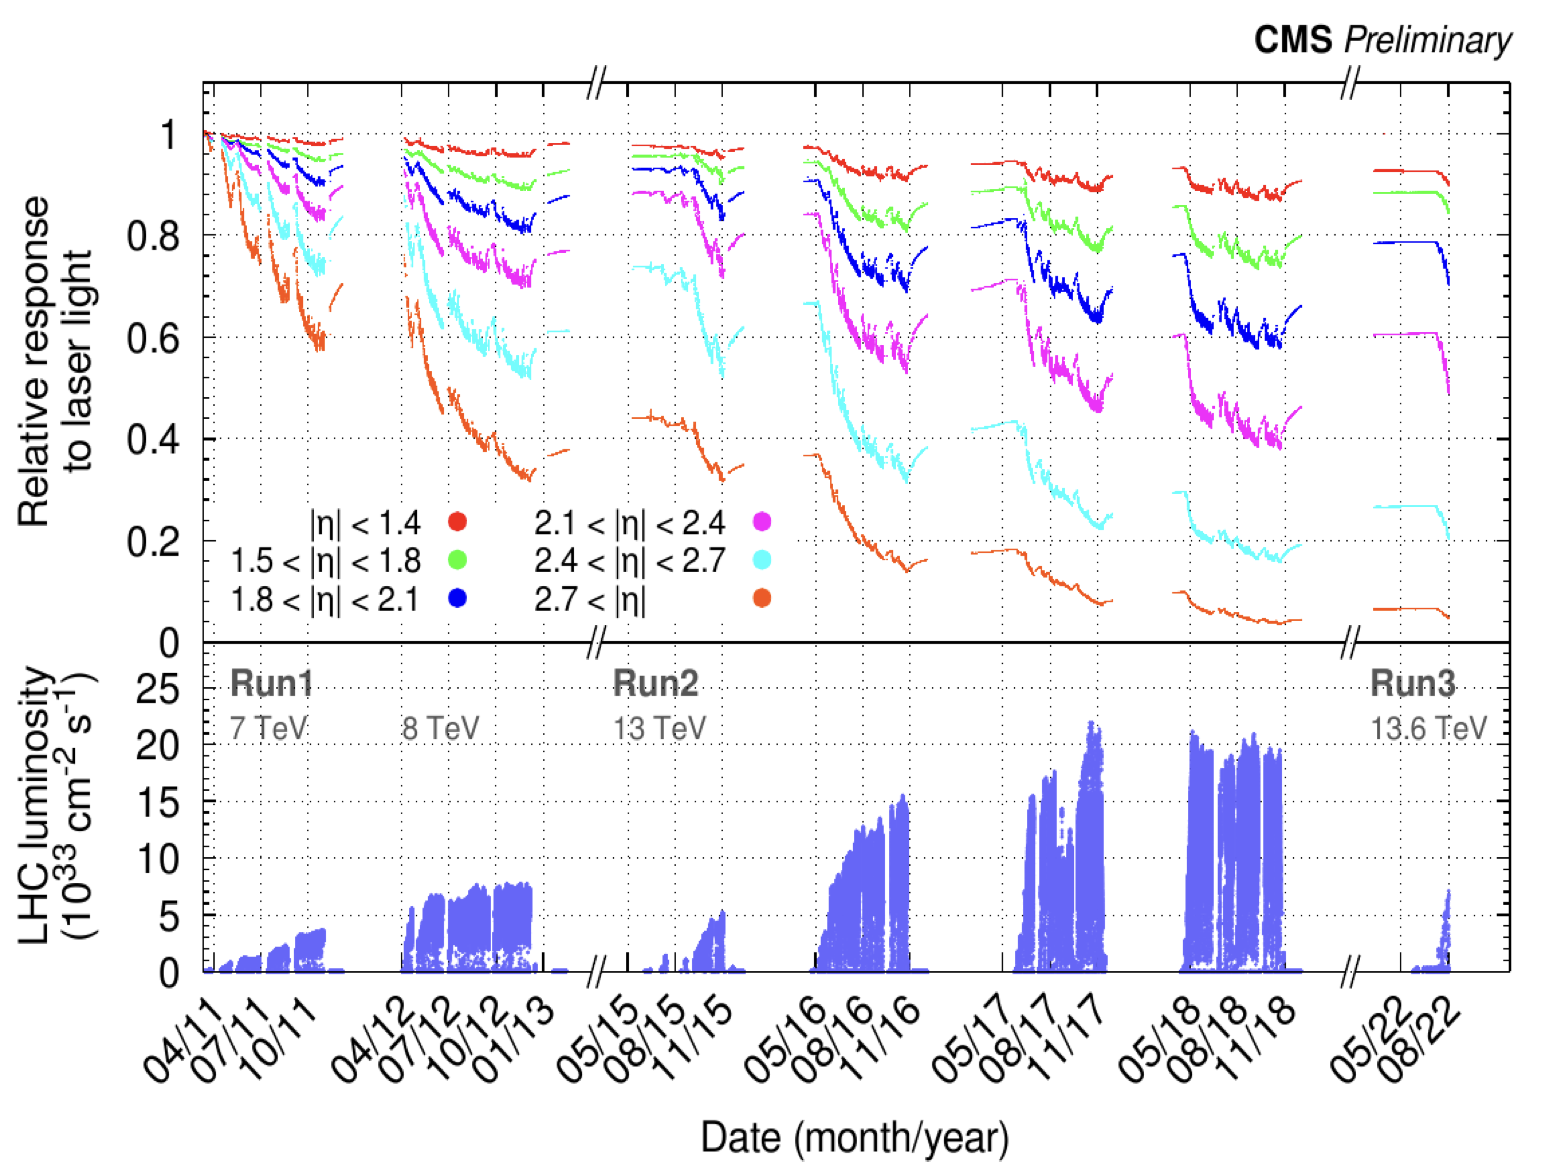 CMS Preliminary
Relative response
to laser light
1
0.8
0.6
0.4
0.2
0
|η| < 1.4
1.5 < |η| < 1.8
1.8 < |η| < 2.1
2.1 < |η| < 2.4
2.4 < |η| < 2.7
2.7 < |η|
LHC luminosity
(10³³ cm⁻² s⁻¹)
25
20
15
10
5
0
Run1
7 TeV
8 TeV
Run2
13 TeV
Run3
13.6 TeV
04/11
07/11
10/11
04/12
07/12
10/12
01/13
05/15
08/15
11/15
05/16
08/16
11/16
05/17
08/17
11/17
05/18
08/18
11/18
05/22
08/22
Date (month/year)